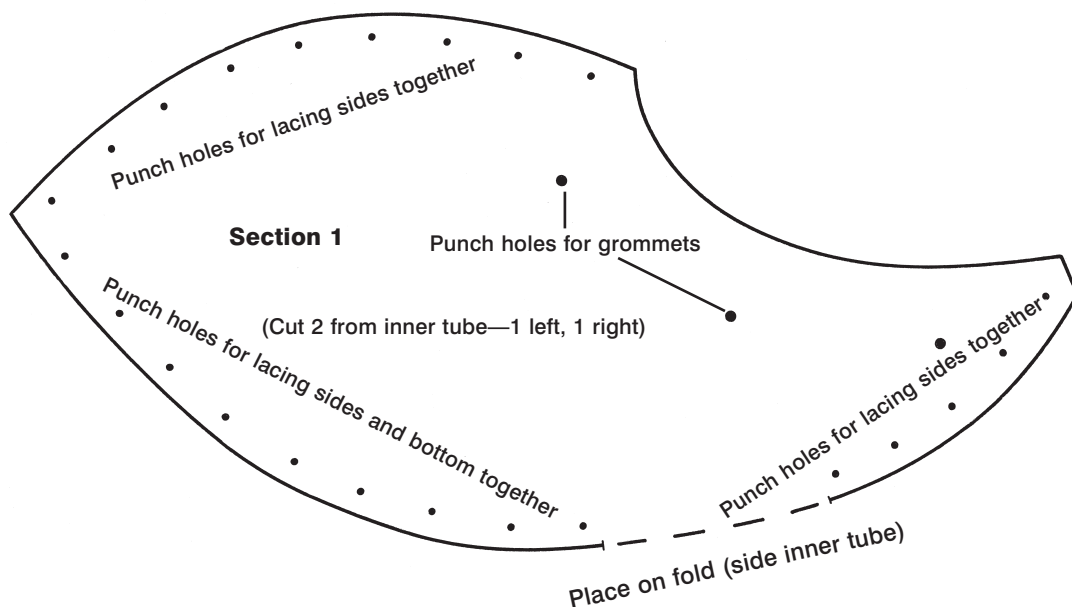 Punch holes for lacing sides together
Section 1
Punch holes for grommets
(Cut 2 from inner tube—1 left, 1 right)
Punch holes for lacing sides and bottom together
Punch holes for lacing sides together
Place on fold (side inner tube)